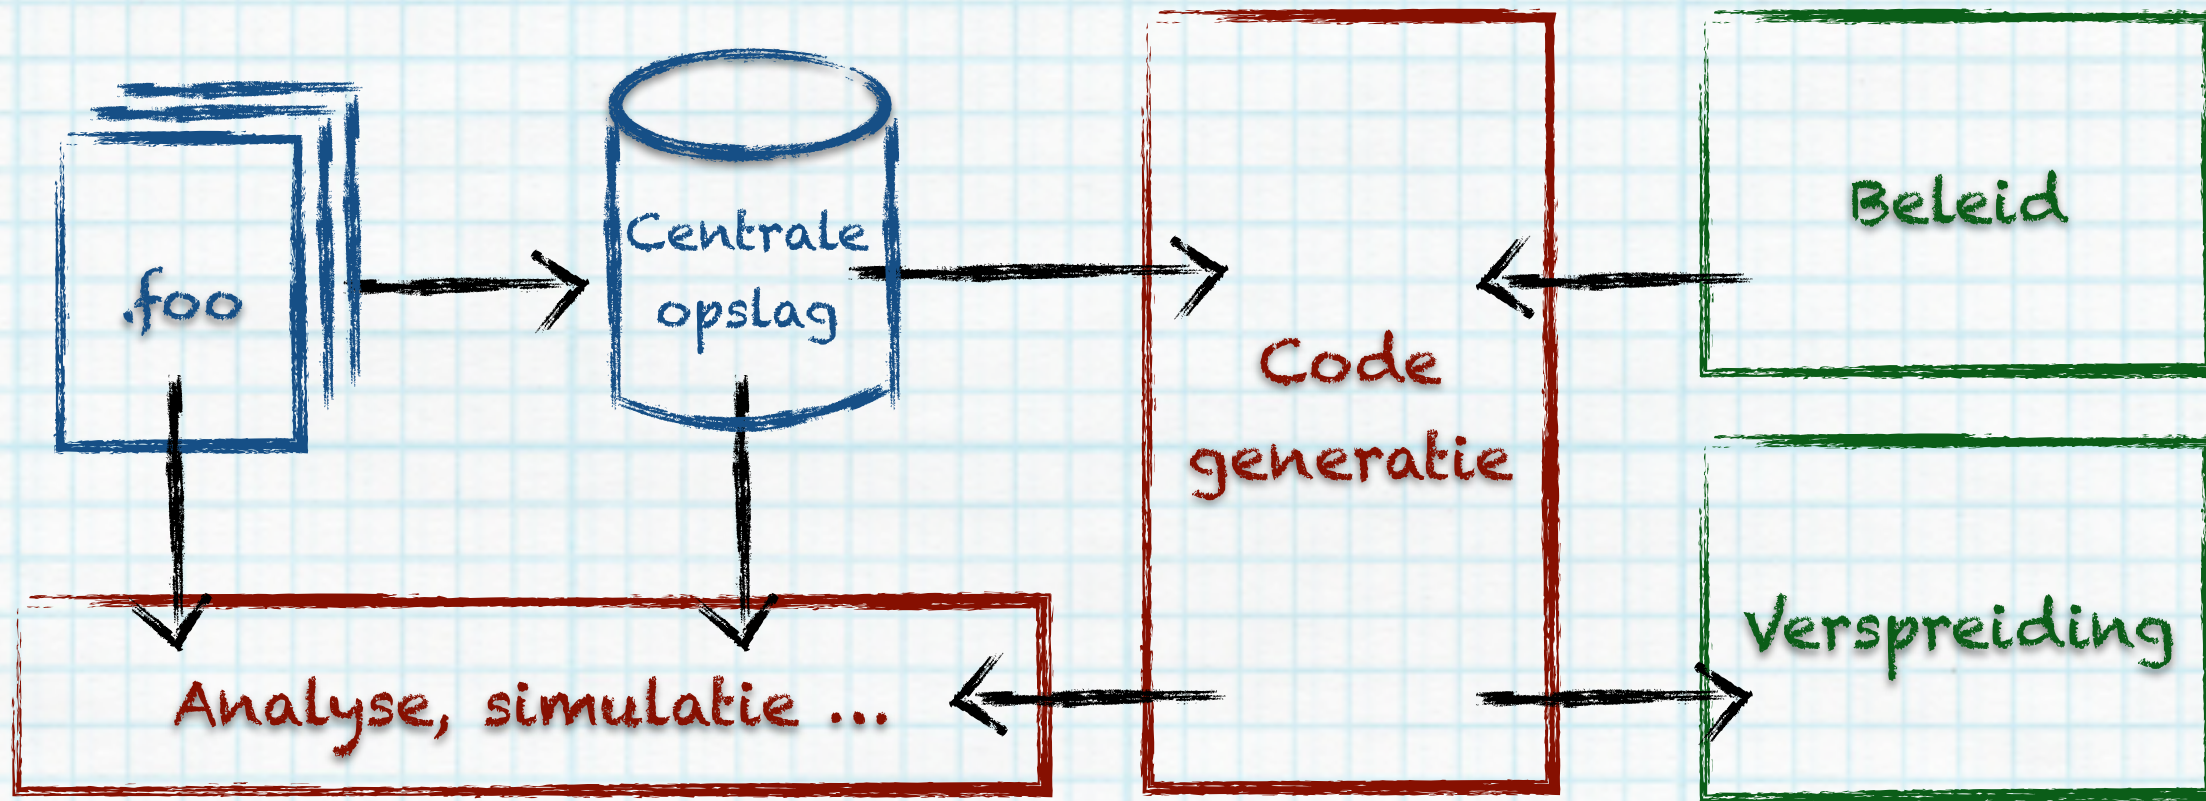 .foo
Centrale
opslag
Code
generatie
Beleid
Verspreiding
Analyse, simulatie ...